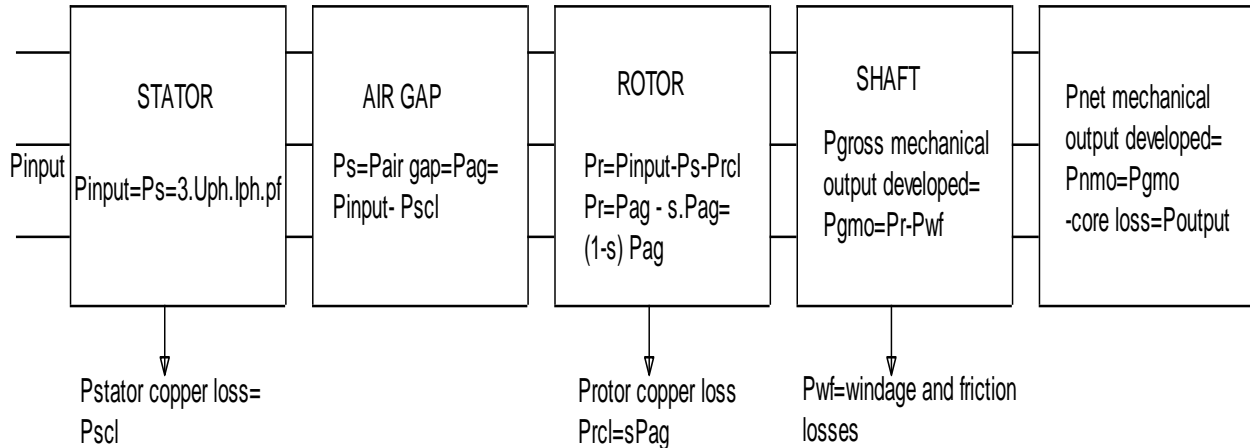 Pinput
STATOR
Pinput=Ps=3.Uph.Iph.pf
AIR GAP
Ps=Pair gap=Pag=
Pinput- Pscl
ROTOR
Pr=Pinput-Ps-Prcl
Pr=Pag - s.Pag=
(1-s) Pag
SHAFT
Pgross mechanical
output developed=
Pgmo=Pr-Pwf
Pnet mechanical
output developed=
Pnmo=Pgmo
-core loss=Poutput
Pstator copper loss=
Pscl
Protor copper loss
Prcl=sPag
Pwf=windage and friction
losses